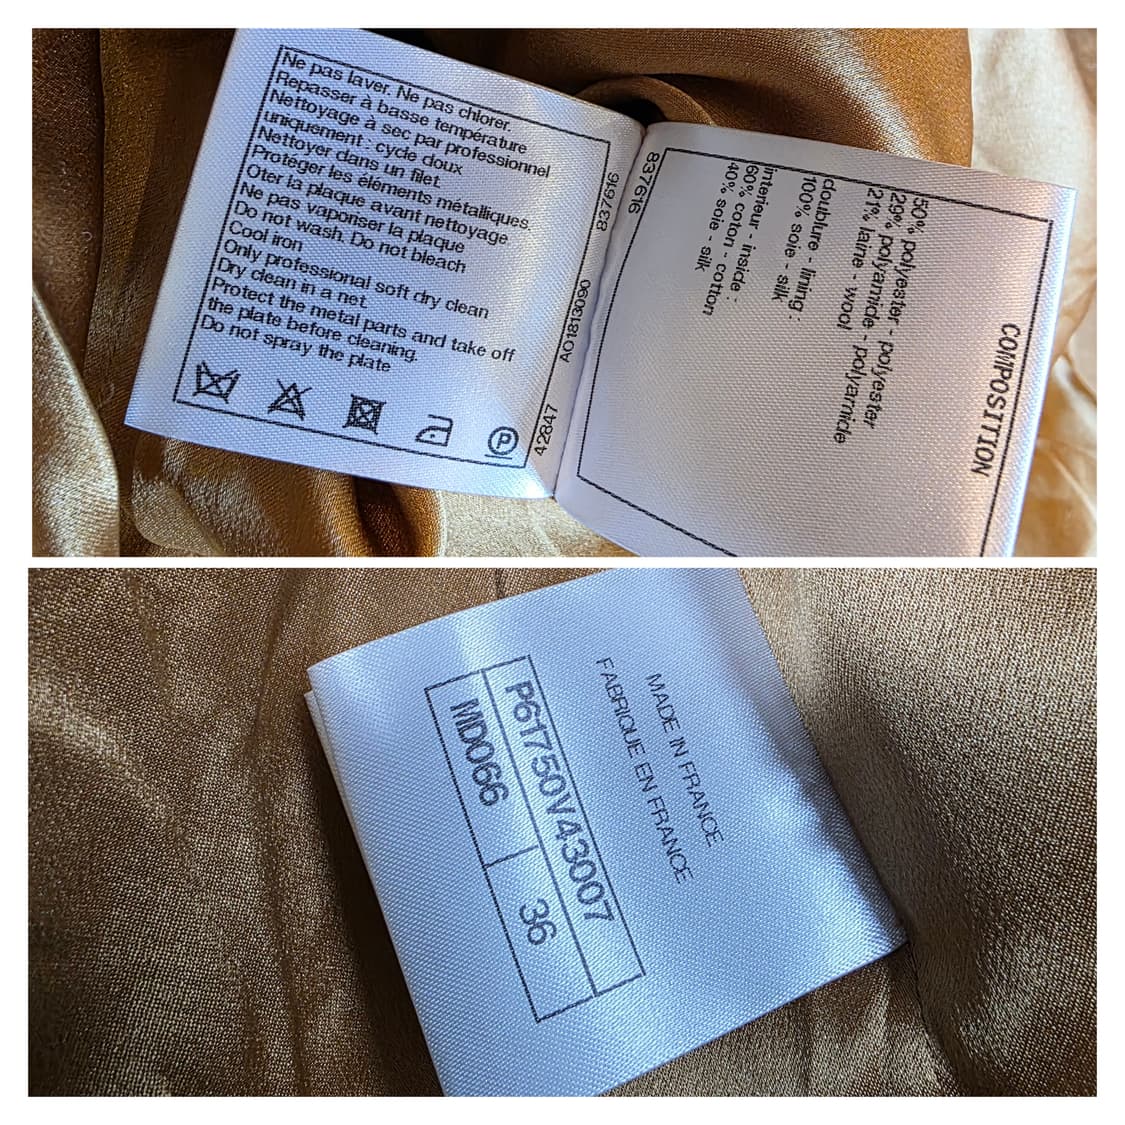 Ne pas laver. Ne pas chlorer.
Repasser à basse température
Nettoyage à sec par professionnel
uniquement : cycle doux
Nettoyer dans un filet.
Protéger les éléments métalliques.
Oter la plaque avant nettoyage
Ne pas vaporiser la plaque
Do not wash. Do not bleach
Cool iron
Only professional soft dry clean
Dry clean in a net.
Protect the metal parts and take off
the plate before cleaning.
Do not spray the plate
P
837616
AO1813090
42847
837616
COMPOSITION
50% polyester - polyester
29% polyamide - polyamide
21% laine - wool
doublure - lining :
100% soie - silk
interieur - inside :
60% coton - cotton
40% soie - silk
MADE IN FRANCE
FABRIQUE EN FRANCE
P61750V43007
MD066 36